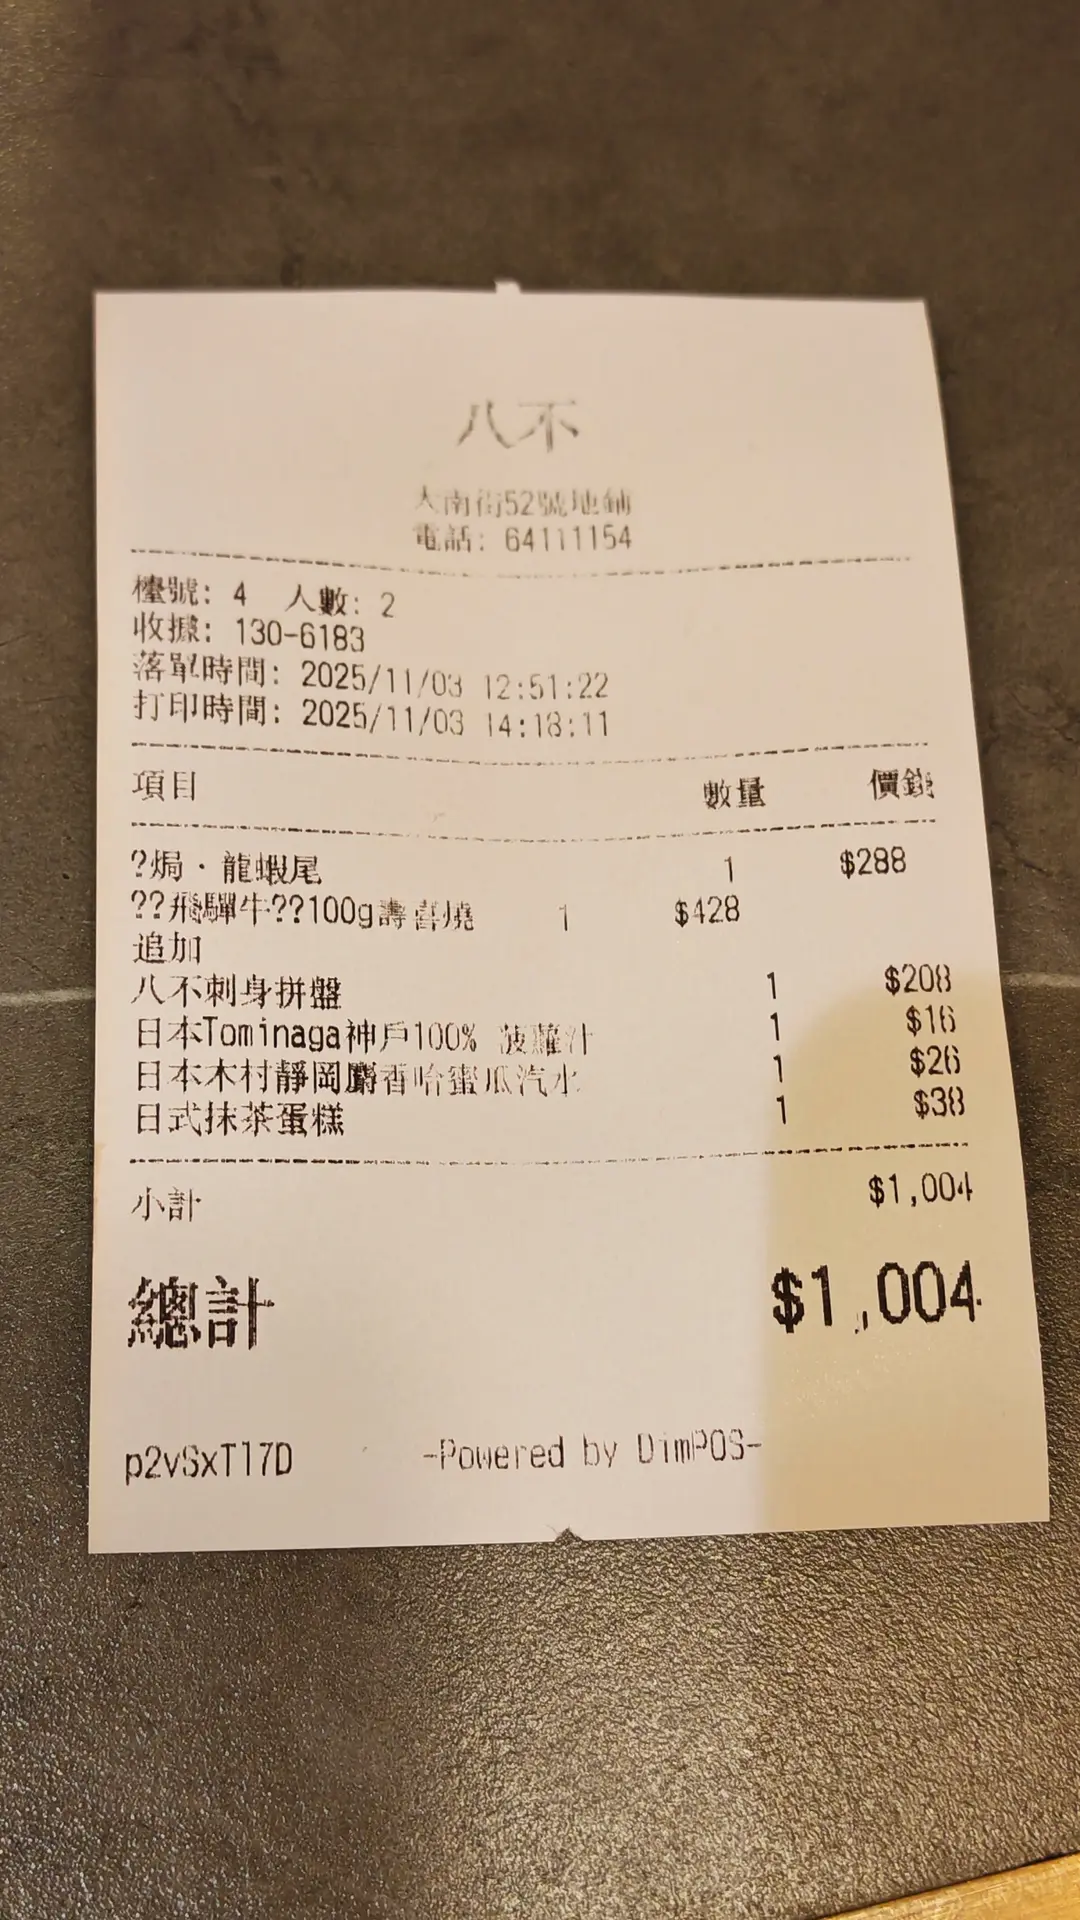 八不
大南街52號地鋪
電話: 64111154
檯號: 4 人數: 2
收據: 130-6183
落單時間: 2025/11/03 12:51:22
打印時間: 2025/11/03 14:18:11
項目 數量 價錢
?焗·龍蝦尾 1 $288
??飛驒牛??100g壽喜燒 1 $428
追加
八不刺身拼盤 1 $208
日本Tominaga神戶100% 菠蘿汁 1 $16
日本木村靜岡麝香哈蜜瓜汽水 1 $26
日式抹茶蛋糕 1 $38
小計 $1,004
總計 $1,004
p2vSxT17D -Powered by DimPOS-